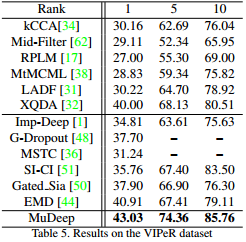 Rank 1 5 10
kCCA[34] 30.16 62.69 76.04
Mid-Filter [62] 29.11 52.34 65.95
RPLM [17] 27.00 55.30 69.00
MtMCML [38] 28.83 59.34 75.82
LADF [31] 30.22 64.70 78.92
XQDA [32] 40.00 68.13 80.51
Imp-Deep [1] 34.81 63.61 75.63
G-Dropout [48] 37.70 – –
MSTC [36] 31.24 – –
SI-CI [51] 35.76 67.40 83.50
Gated_Sia [50] 37.90 66.90 76.30
EMD [44] 40.91 67.41 79.11
MuDeep 43.03 74.36 85.76
Table 5. Results on the VIPeR dataset